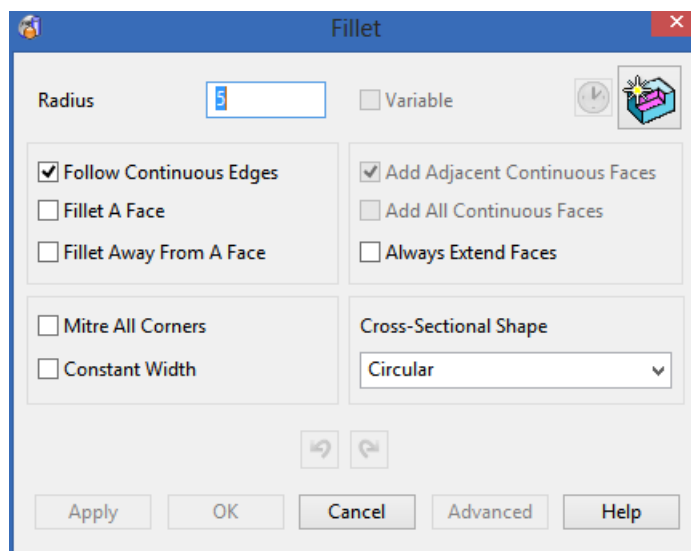 Fillet
Radius 5 Variable
Follow Continuous Edges
Fillet A Face
Fillet Away From A Face
Add Adjacent Continuous Faces
Add All Continuous Faces
Always Extend Faces
Mitre All Corners
Constant Width
Cross-Sectional Shape
Circular
Apply OK Cancel Advanced Help